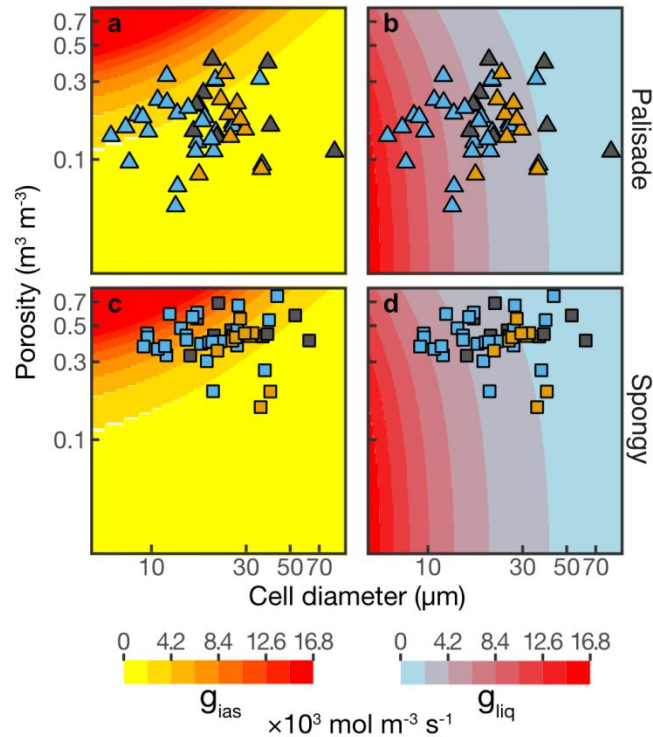 a
b
0.7
0.5
0.3
0.1
Palisade
c
d
0.7
0.5
0.3
0.1
Spongy
Porosity (m³ m⁻³)
10 30 50 70
10 30 50 70
Cell diameter (µm)
0 4.2 8.4 12.6 16.8
0 4.2 8.4 12.6 16.8
gias
gliq
×10³ mol m⁻³ s⁻¹